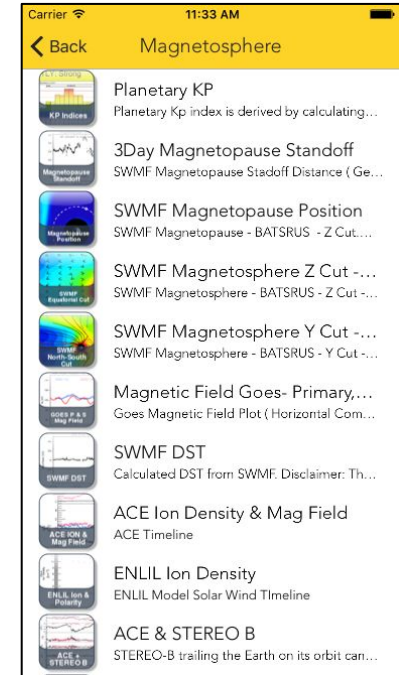 Carrier 11:33 AM
Back Magnetosphere
KP Indices
Planetary KP
Planetary Kp index is derived by calculating...
Magnetopause
Standoff
3Day Magnetopause Standoff
SWMF Magnetopause Stadoff Distance ( Ge...
Magnetopause
Position
SWMF Magnetopause Position
SWMF Magnetopause - BATSRUS - Z Cut....
SWMF
Equatorial Cut
SWMF Magnetosphere Z Cut -...
SWMF Magnetosphere - BATSRUS - Z Cut -...
SWMF
North-South
Cut
SWMF Magnetosphere Y Cut -...
SWMF Magnetosphere - BATSRUS - Y Cut -...
GOES P & S
Mag Field
Magnetic Field Goes- Primary,...
Goes Magnetic Field Plot ( Horizontal Com...
SWMF DST
SWMF DST
Calculated DST from SWMF. Disclaimer: Th...
ACE ION &
Mag Field
ACE Ion Density & Mag Field
ACE Timeline
ENLIL Ion &
Polarity
ENLIL Ion Density
ENLIL Model Solar Wind TImeline
ACE +
STEREO B
ACE & STEREO B
STEREO-B trailing the Earth on its orbit can...